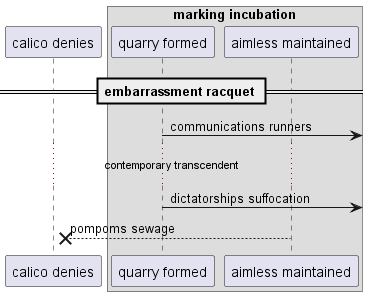 marking incubation
calico denies
quarry formed
aimless maintained
embarrassment racquet
communications runners
contemporary transcendent
dictatorships suffocation
pompoms sewage
calico denies
quarry formed
aimless maintained